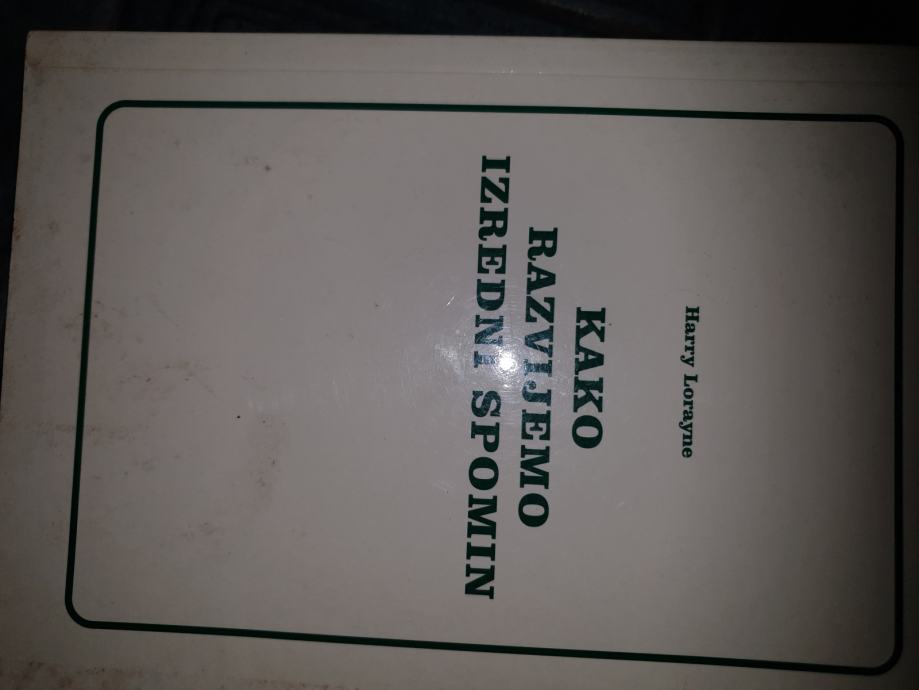 Harry Lorayne
KAKO
RAZVIJEMO
IZREDNI SPOMIN